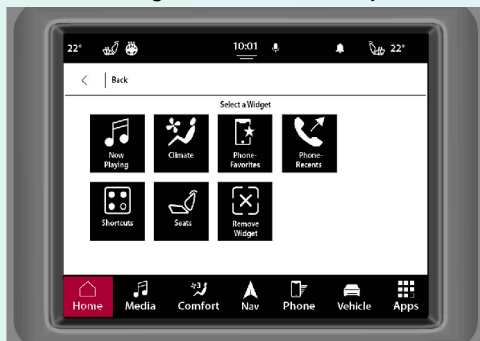 22°
10:01
22°
Back
Select a Widget
Now
Playing
Climate
Phone-
Favorites
Phone-
Recents
Shortcuts
Seats
Remove
Widget
Home
Media
Comfort
Nav
Phone
Vehicle
Apps